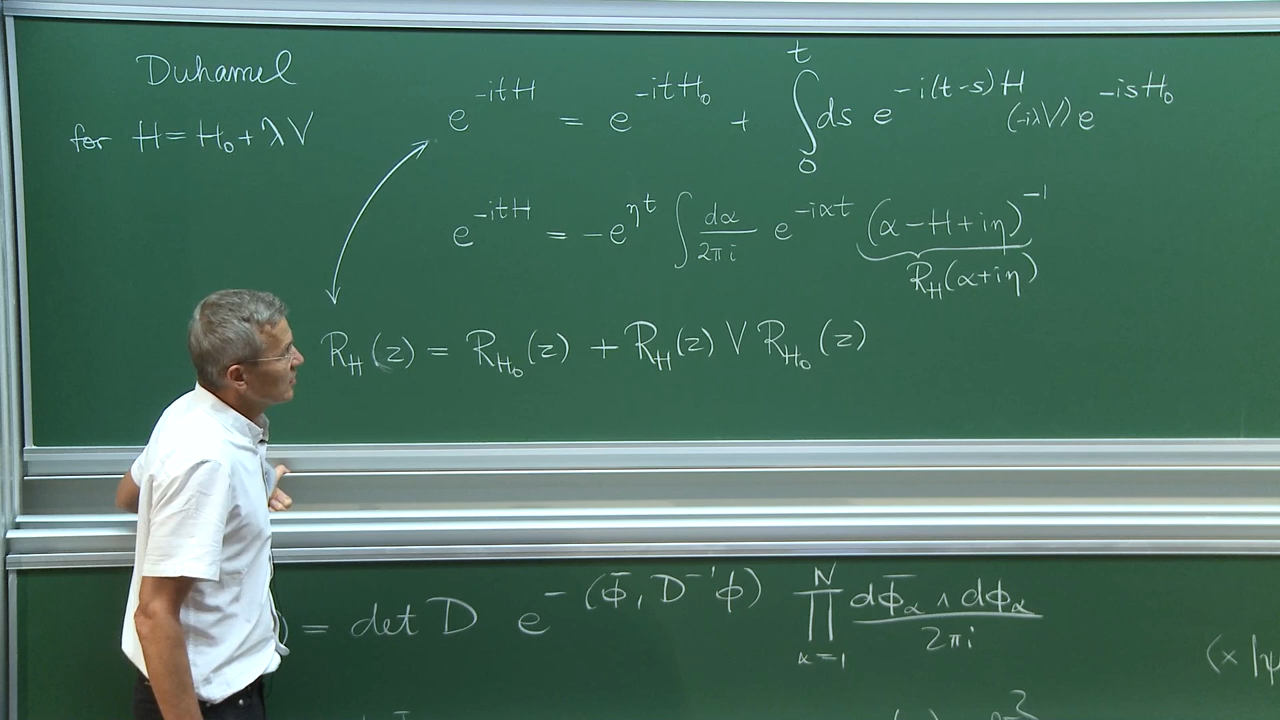 Duhamel
for H = H₀ + λV
e^{-itH} = e^{-itH₀} + ∫₀ᵗ ds e^{-i(t-s)H} (-iλV) e^{-isH₀}
e^{-itH} = -e^{ηt} ∫ dα/2πi e^{-iαt} (α-H+iη)^{-1}
R_H(α+iη)
R_H(z) = R_{H₀}(z) + R_H(z) V R_{H₀}(z)
) = det D e^{-(Φ̄, D^{-1}Φ)} ∏_{α=1}^{N} dΦ̄_α ∧ dΦ_α / 2πi
(x|ψ